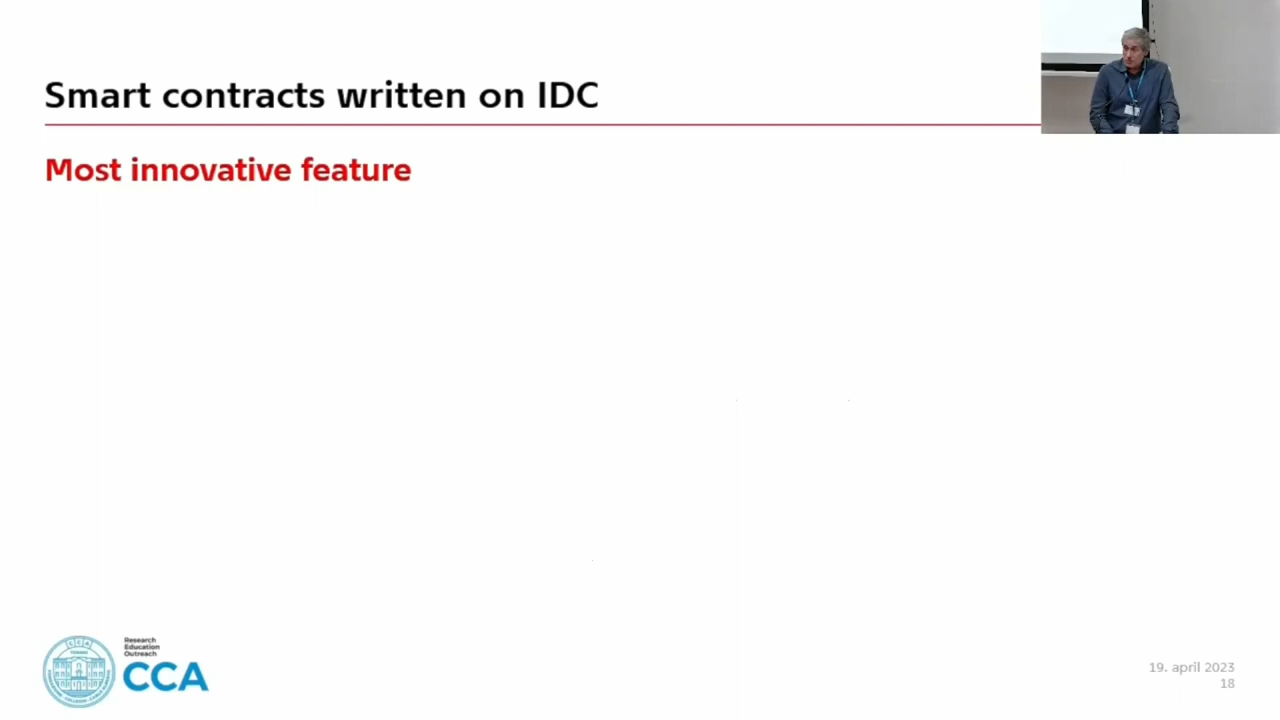 Smart contracts written on IDC
Most innovative feature
Research
Education
Outreach
CCA
19. april 2023
18